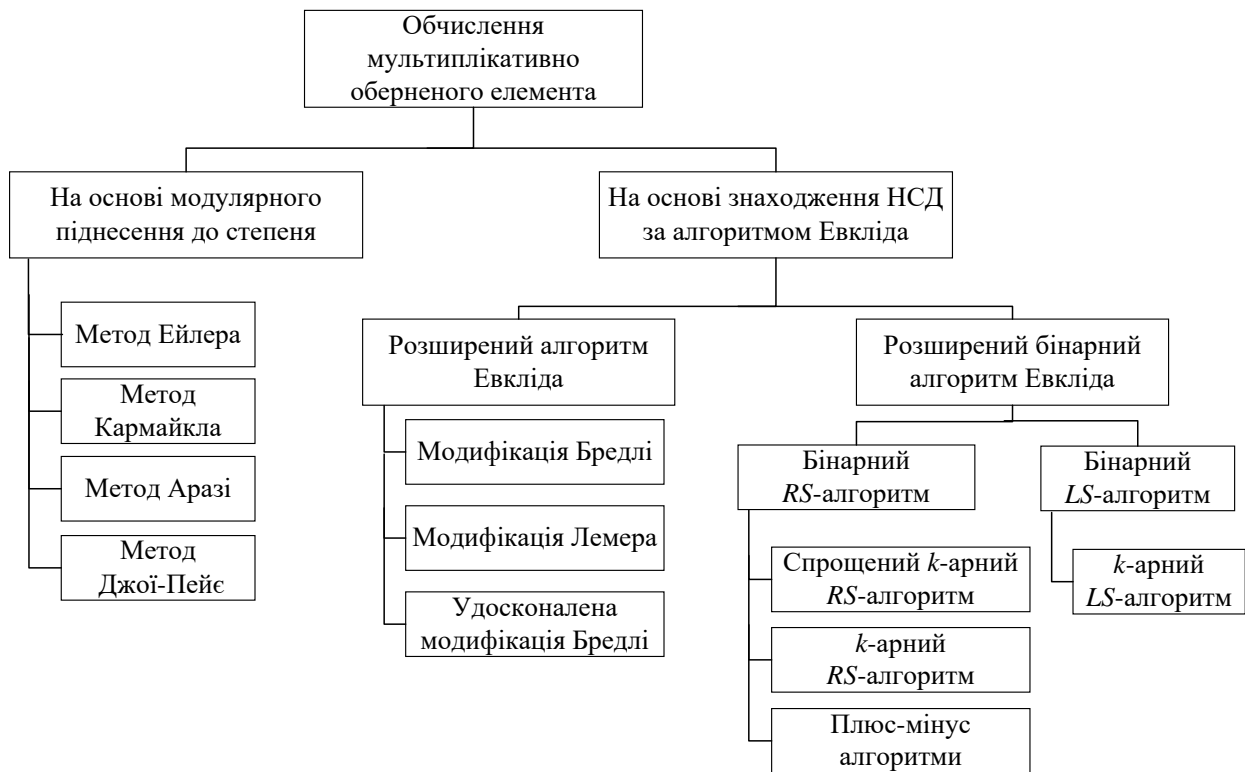 Обчислення
мультиплікативно
оберненого елемента
На основі модулярного
піднесення до степеня
На основі знаходження НСД
за алгоритмом Евкліда
Метод Ейлера
Метод
Кармайкла
Метод Аразі
Метод
Джої-Пейє
Розширений алгоритм
Евкліда
Модифікація Бредлі
Модифікація Лемера
Удосконалена
модифікація Бредлі
Розширений бінарний
алгоритм Евкліда
Бінарний
RS-алгоритм
Спрощений k-арний
RS-алгоритм
k-арний
RS-алгоритм
Плюс-мінус
алгоритми
Бінарний
LS-алгоритм
k-арний
LS-алгоритм